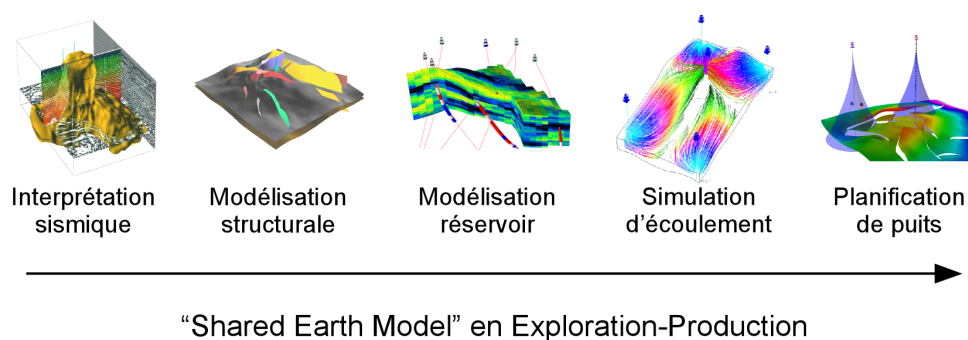 Interprétation
sismique
Modélisation
structurale
Modélisation
réservoir
Simulation
d’écoulement
Planification
de puits
“Shared Earth Model” en Exploration-Production